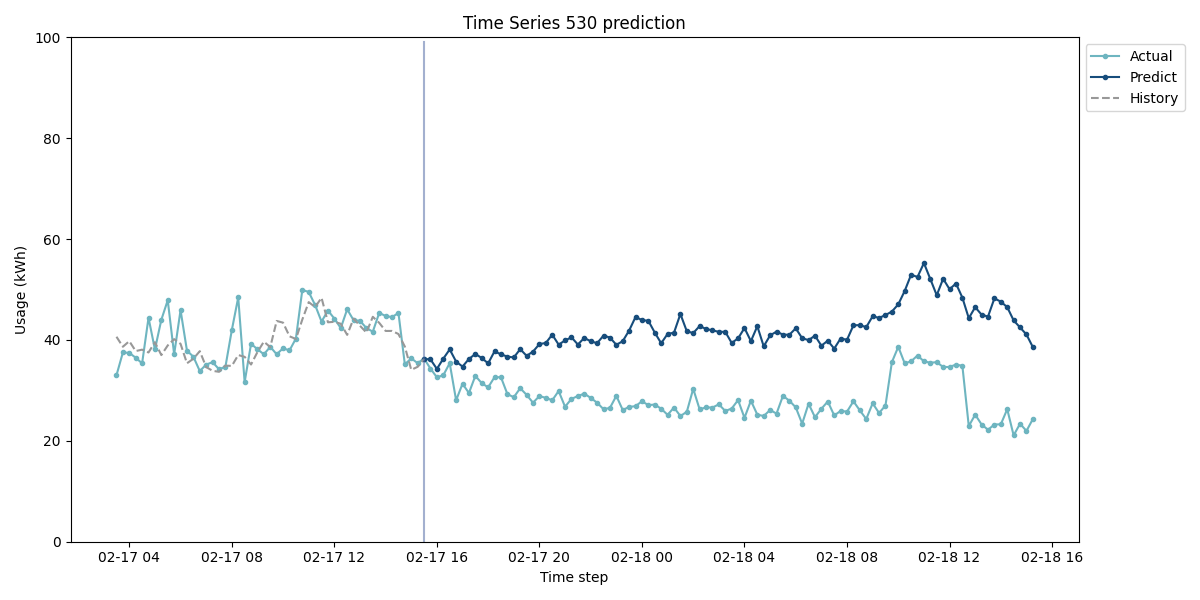 Time Series 530 prediction
100
80
60
40
20
0
Usage (kWh)
02-17 04
02-17 08
02-17 12
02-17 16
02-17 20
02-18 00
02-18 04
02-18 08
02-18 12
02-18 16
Time step
Actual
Predict
History